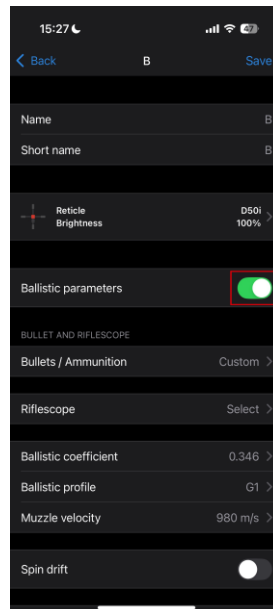 15:27 47
Back B Save
Name B
Short name B
Reticle D50i
Brightness 100%
Ballistic parameters
BULLET AND RIFLESCOPE
Bullets / Ammunition Custom
Riflescope Select
Ballistic coefficient 0.346
Ballistic profile G1
Muzzle velocity 980 m/s
Spin drift